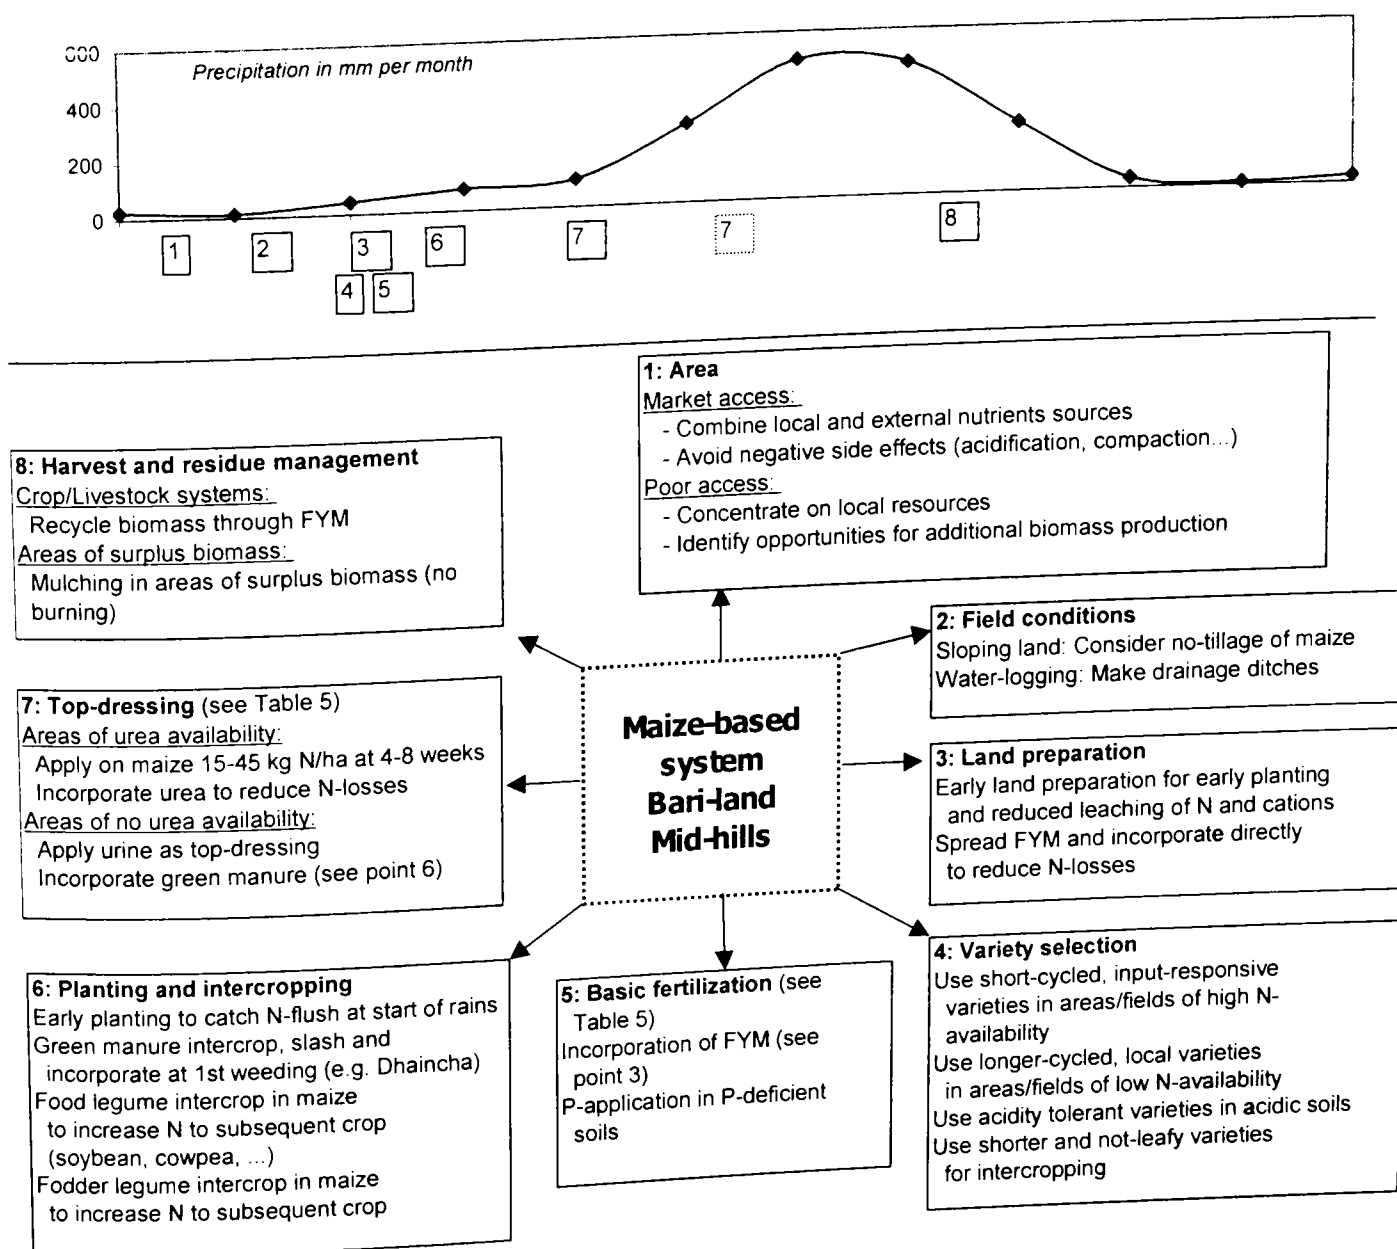 Precipitation in mm per month
400
200
0
1
2
3
6
7
7
8
4
5
1: Area
Market access:
- Combine local and external nutrients sources
- Avoid negative side effects (acidification, compaction...)
Poor access:
- Concentrate on local resources
- Identify opportunities for additional biomass production
8: Harvest and residue management
Crop/Livestock systems:
Recycle biomass through FYM
Areas of surplus biomass:
Mulching in areas of surplus biomass (no
burning)
2: Field conditions
Sloping land: Consider no-tillage of maize
Water-logging: Make drainage ditches
7: Top-dressing (see Table 5)
Areas of urea availability:
Apply on maize 15-45 kg N/ha at 4-8 weeks
Incorporate urea to reduce N-losses
Areas of no urea availability:
Apply urine as top-dressing
Incorporate green manure (see point 6)
Maize-based
system
Bari-land
Mid-hills
3: Land preparation
Early land preparation for early planting
and reduced leaching of N and cations
Spread FYM and incorporate directly
to reduce N-losses
6: Planting and intercropping
Early planting to catch N-flush at start of rains
Green manure intercrop, slash and
incorporate at 1st weeding (e.g. Dhaincha)
Food legume intercrop in maize
to increase N to subsequent crop
(soybean, cowpea, ...)
Fodder legume intercrop in maize
to increase N to subsequent crop
5: Basic fertilization (see
Table 5)
Incorporation of FYM (see
point 3)
P-application in P-deficient
soils
4: Variety selection
Use short-cycled, input-responsive
varieties in areas/fields of high N-
availability
Use longer-cycled, local varieties
in areas/fields of low N-availability
Use acidity tolerant varieties in acidic soils
Use shorter and not-leafy varieties
for intercropping